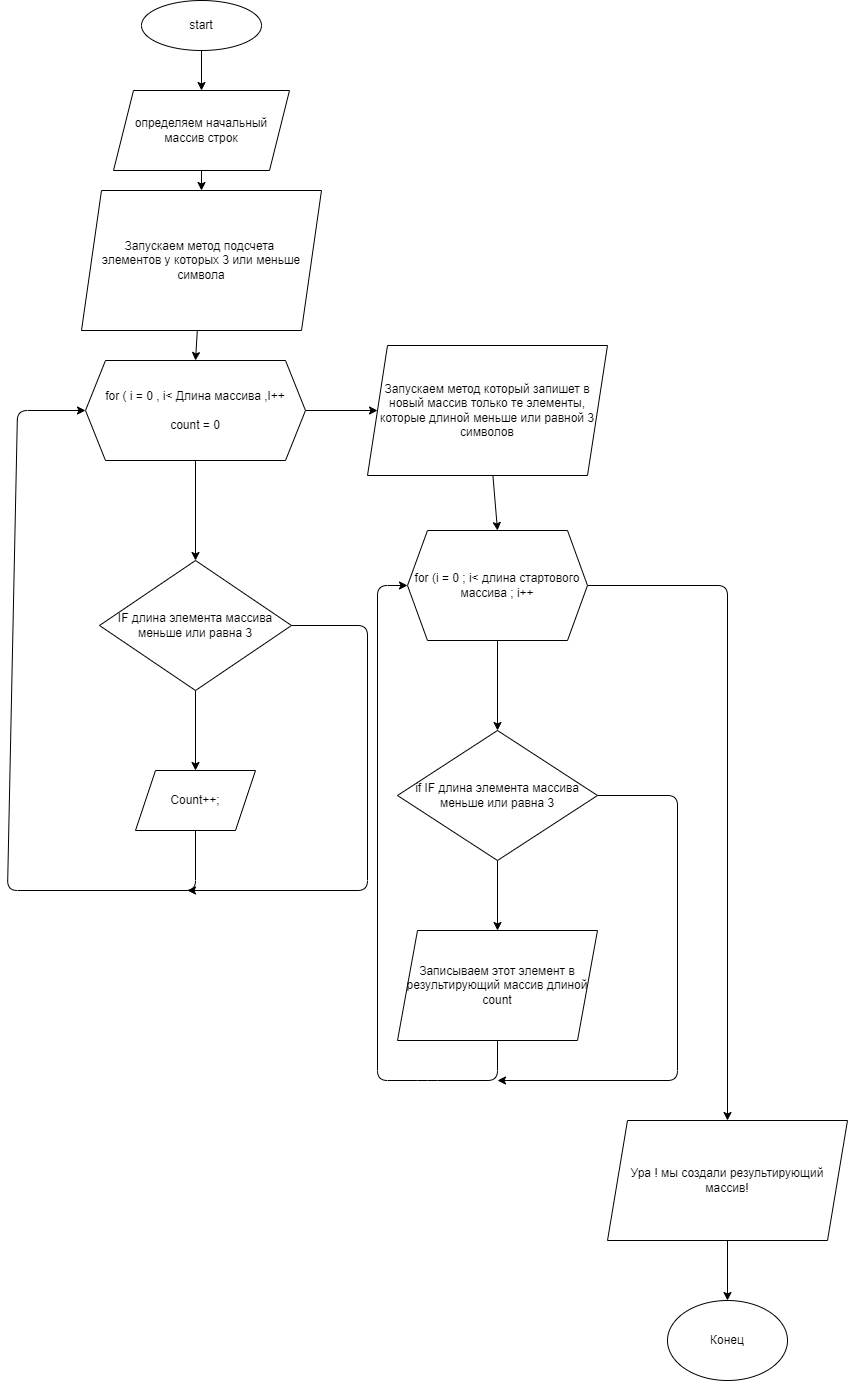 start
определяем начальный
массив строк
Запускаем метод подсчета
элементов у которых 3 или меньше
символа
for ( i = 0 , i< Длина массива ,I++
count = 0
Запускаем метод который запишет в
новый массив только те элементы,
которые длиной меньше или равной 3
символов
for (i = 0 ; i< длина стартового
массива ; i++
IF длина элемента массива
меньше или равна 3
Count++;
if IF длина элемента массива
меньше или равна 3
Записываем этот элемент в
результирующий массив длиной
count
Ура ! мы создали результирующий
массив!
Конец